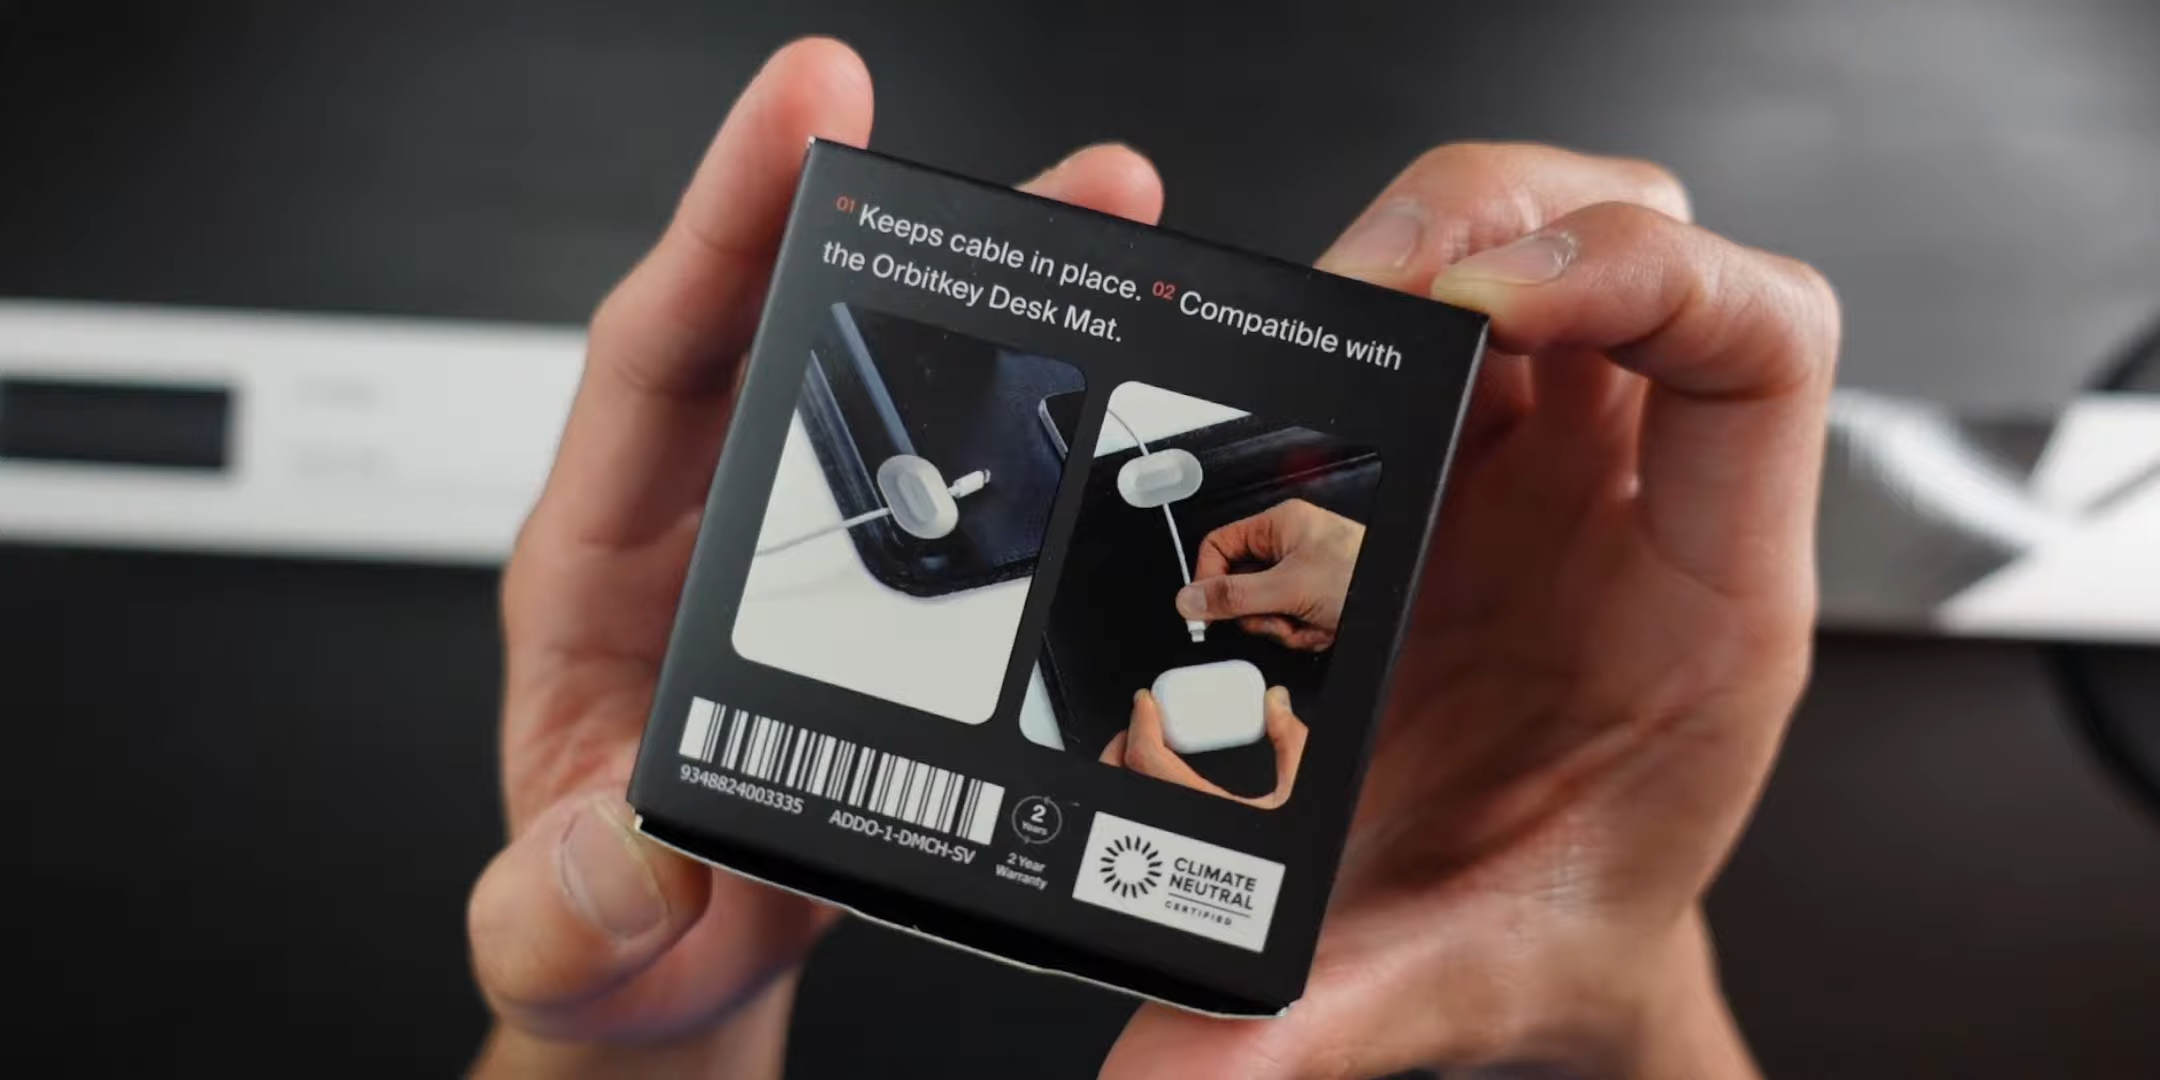 01 Keeps cable in place. 02 Compatible with
the Orbitkey Desk Mat.
9348824003335
ADDO-1-DMCH-SV
2
Years
2 Year
Warranty
CLIMATE
NEUTRAL
CERTIFIED